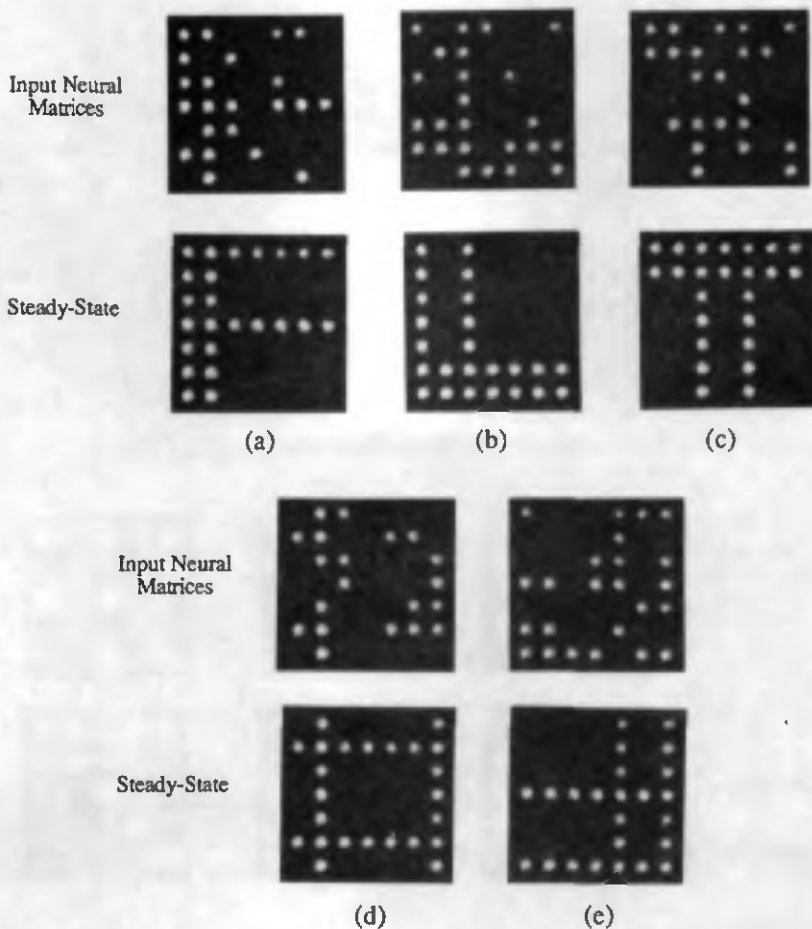 Input Neural
Matrices
Steady-State
(a)
(b)
(c)
Input Neural
Matrices
Steady-State
(d)
(e)